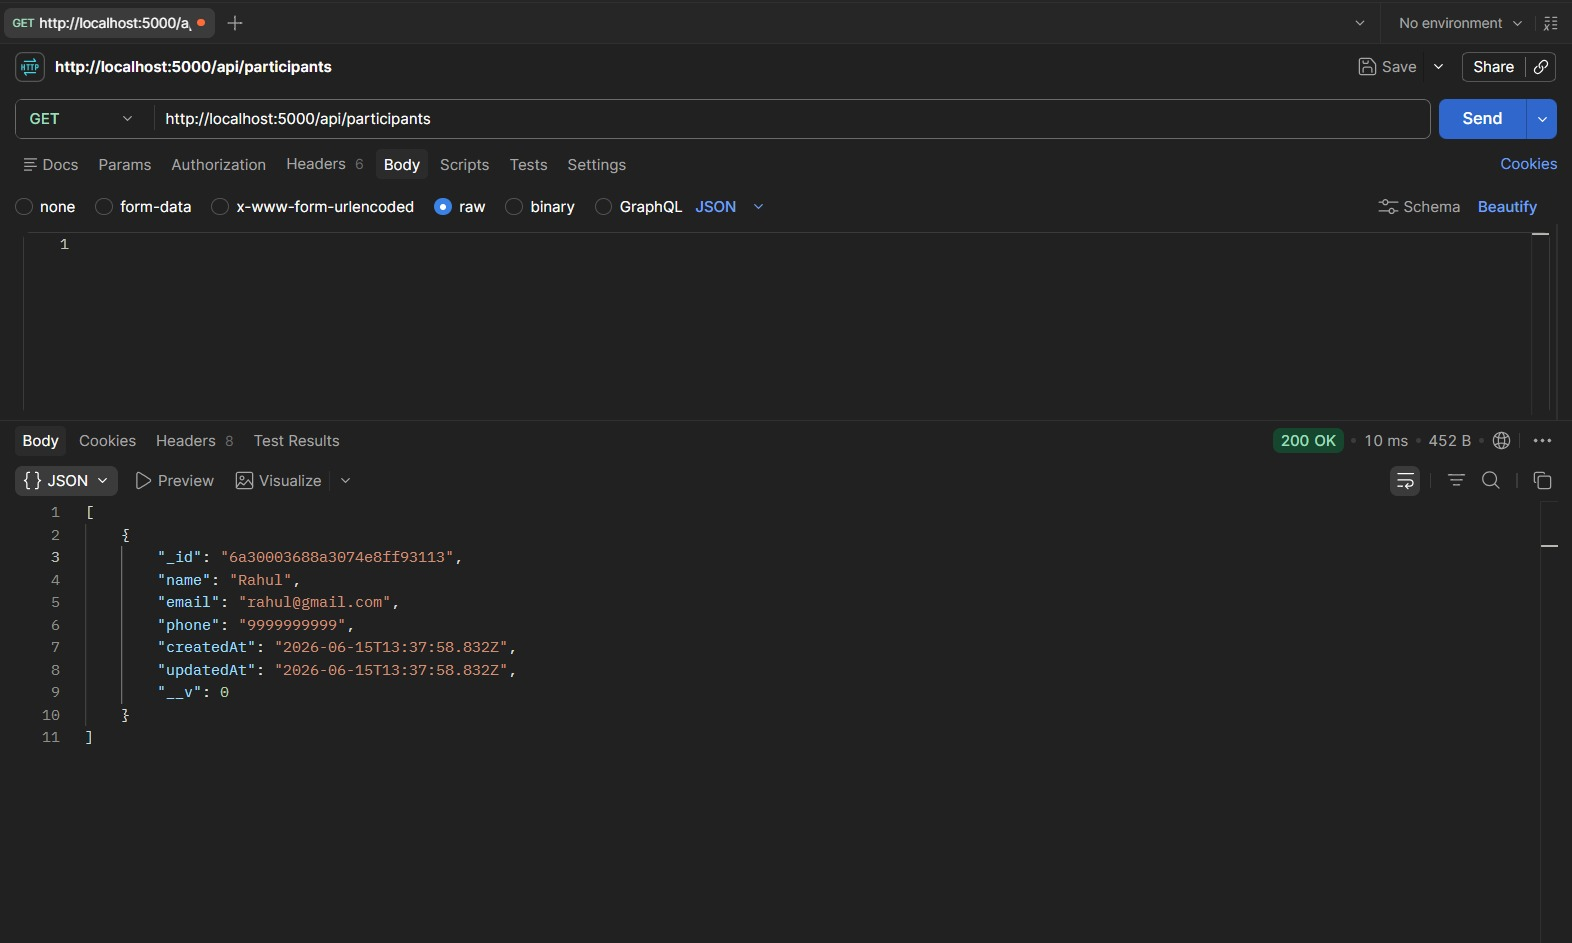 GET http://localhost:5000/a
No environment
HTTP http://localhost:5000/api/participants
Save
Share
GET http://localhost:5000/api/participants
Send
Docs Params Authorization Headers 6 Body Scripts Tests Settings
Cookies
none form-data x-www-form-urlencoded raw binary GraphQL JSON
Schema Beautify
1
Body Cookies Headers 8 Test Results
200 OK • 10 ms • 452 B
{} JSON Preview Visualize
1 [
2 {
3 "_id": "6a30003688a3074e8ff93113",
4 "name": "Rahul",
5 "email": "rahul@gmail.com",
6 "phone": "9999999999",
7 "createdAt": "2026-06-15T13:37:58.832Z",
8 "updatedAt": "2026-06-15T13:37:58.832Z",
9 "__v": 0
10 }
11 ]